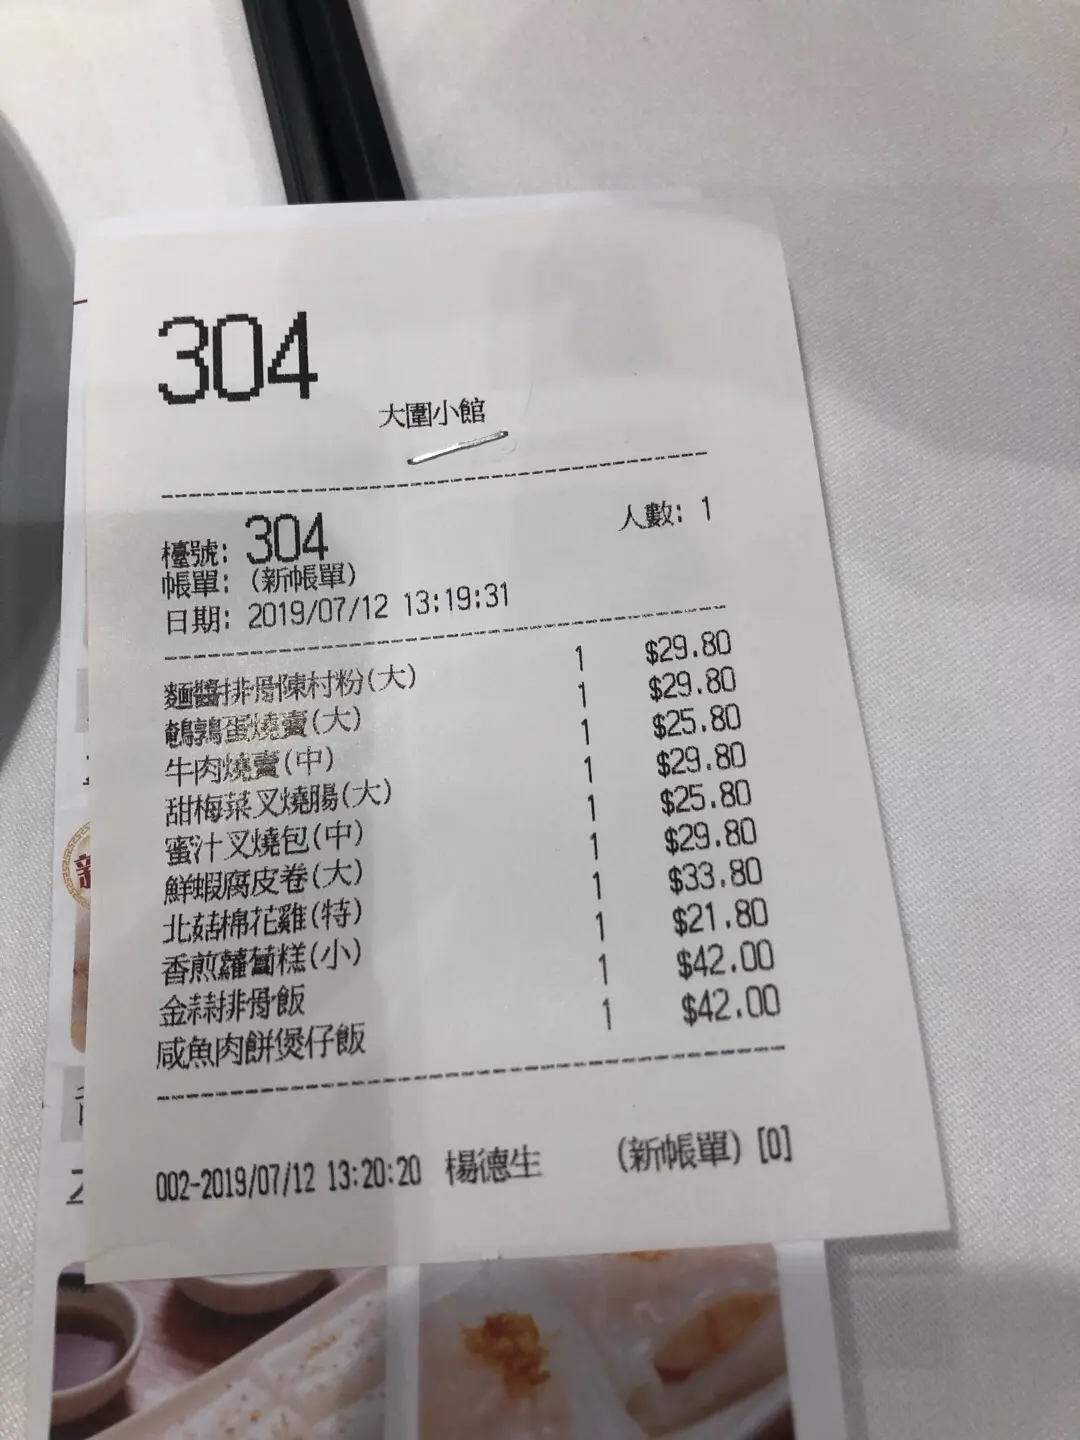 304
大圍小館
檯號: 304 人數: 1
帳單: (新帳單)
日期: 2019/07/12 13:19:31
麵醬排骨陳村粉(大) 1 $29.80
鵪鶉蛋燒賣(大) 1 $29.80
牛肉燒賣(中) 1 $25.80
甜梅菜叉燒腸(大) 1 $29.80
蜜汁叉燒包(中) 1 $25.80
鮮蝦腐皮卷(大) 1 $29.80
北菇棉花雞(特) 1 $33.80
香煎蘿蔔糕(小) 1 $21.80
金蒜排骨飯 1 $42.00
咸魚肉餅煲仔飯 1 $42.00
002-2019/07/12 13:20:20 楊德生 (新帳單) [0]